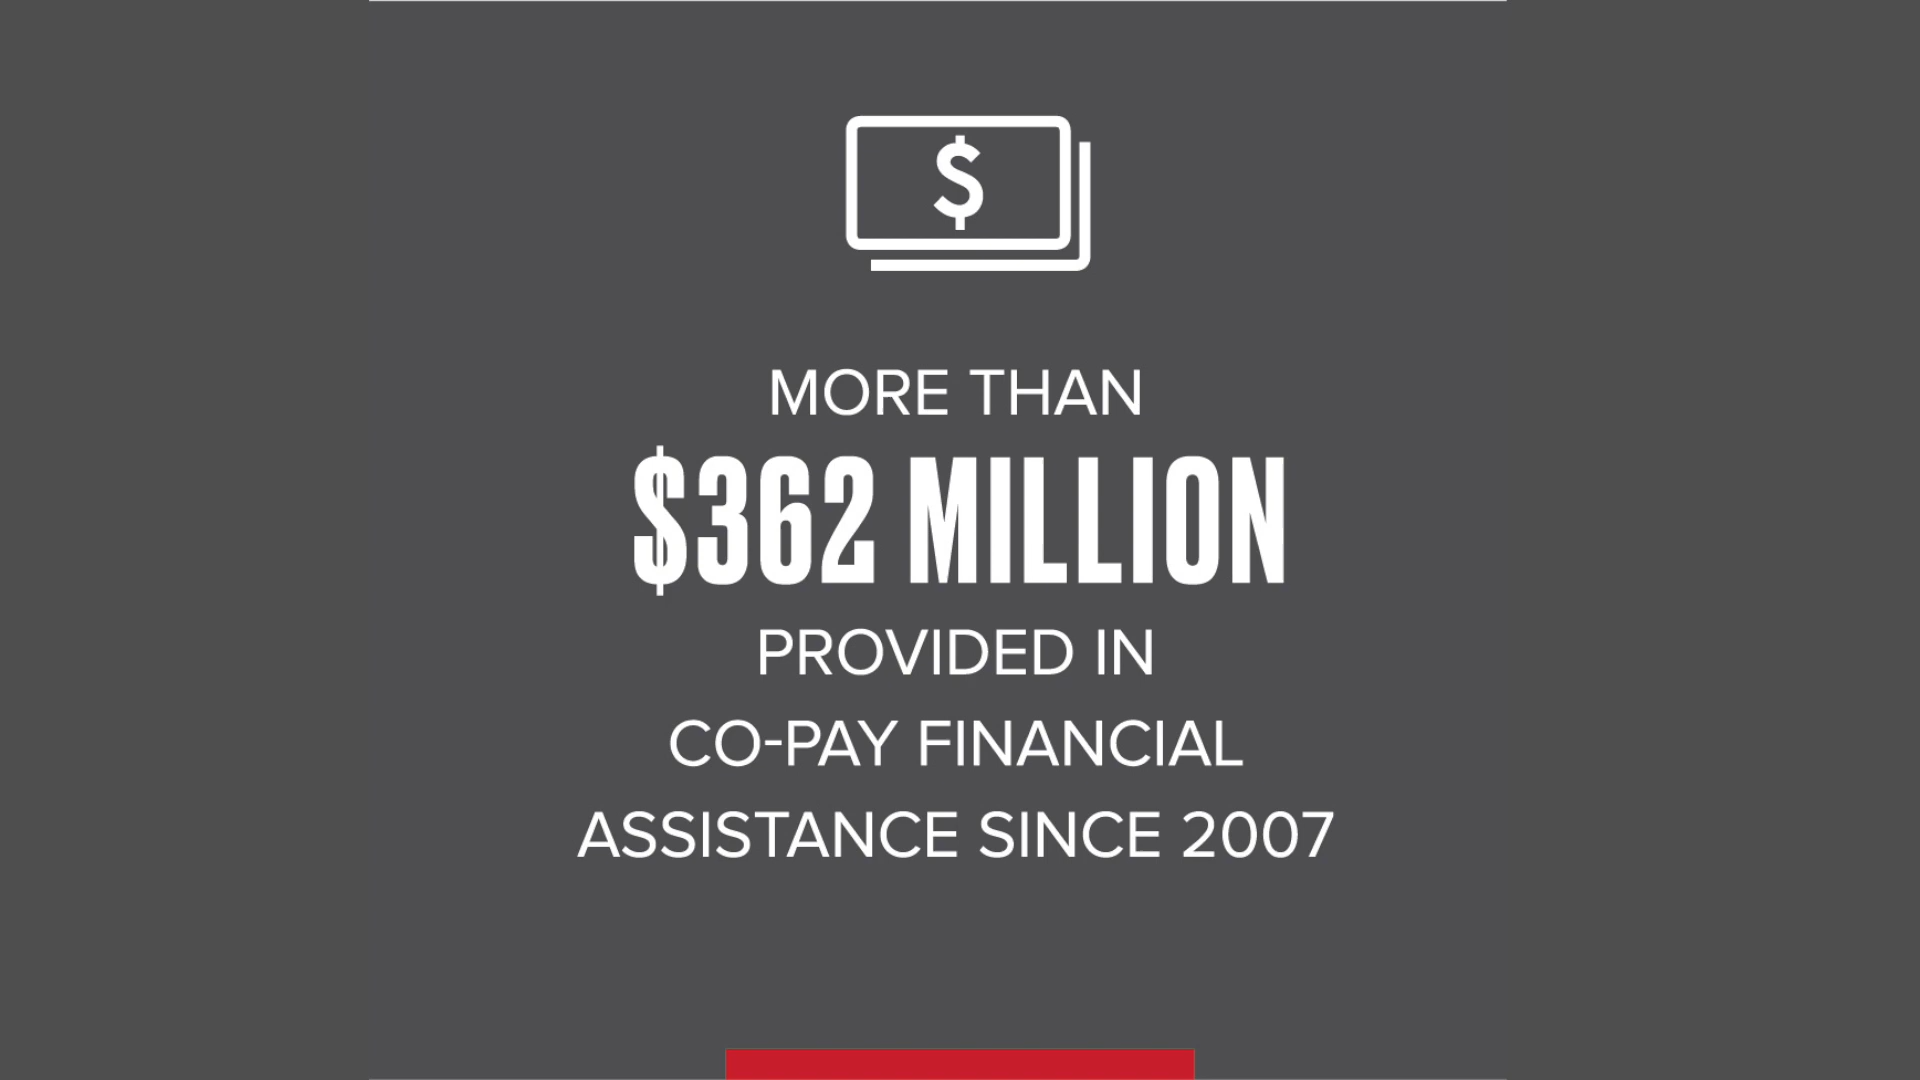 $
MORE THAN
$362 MILLION
PROVIDED IN
CO-PAY FINANCIAL
ASSISTANCE SINCE 2007